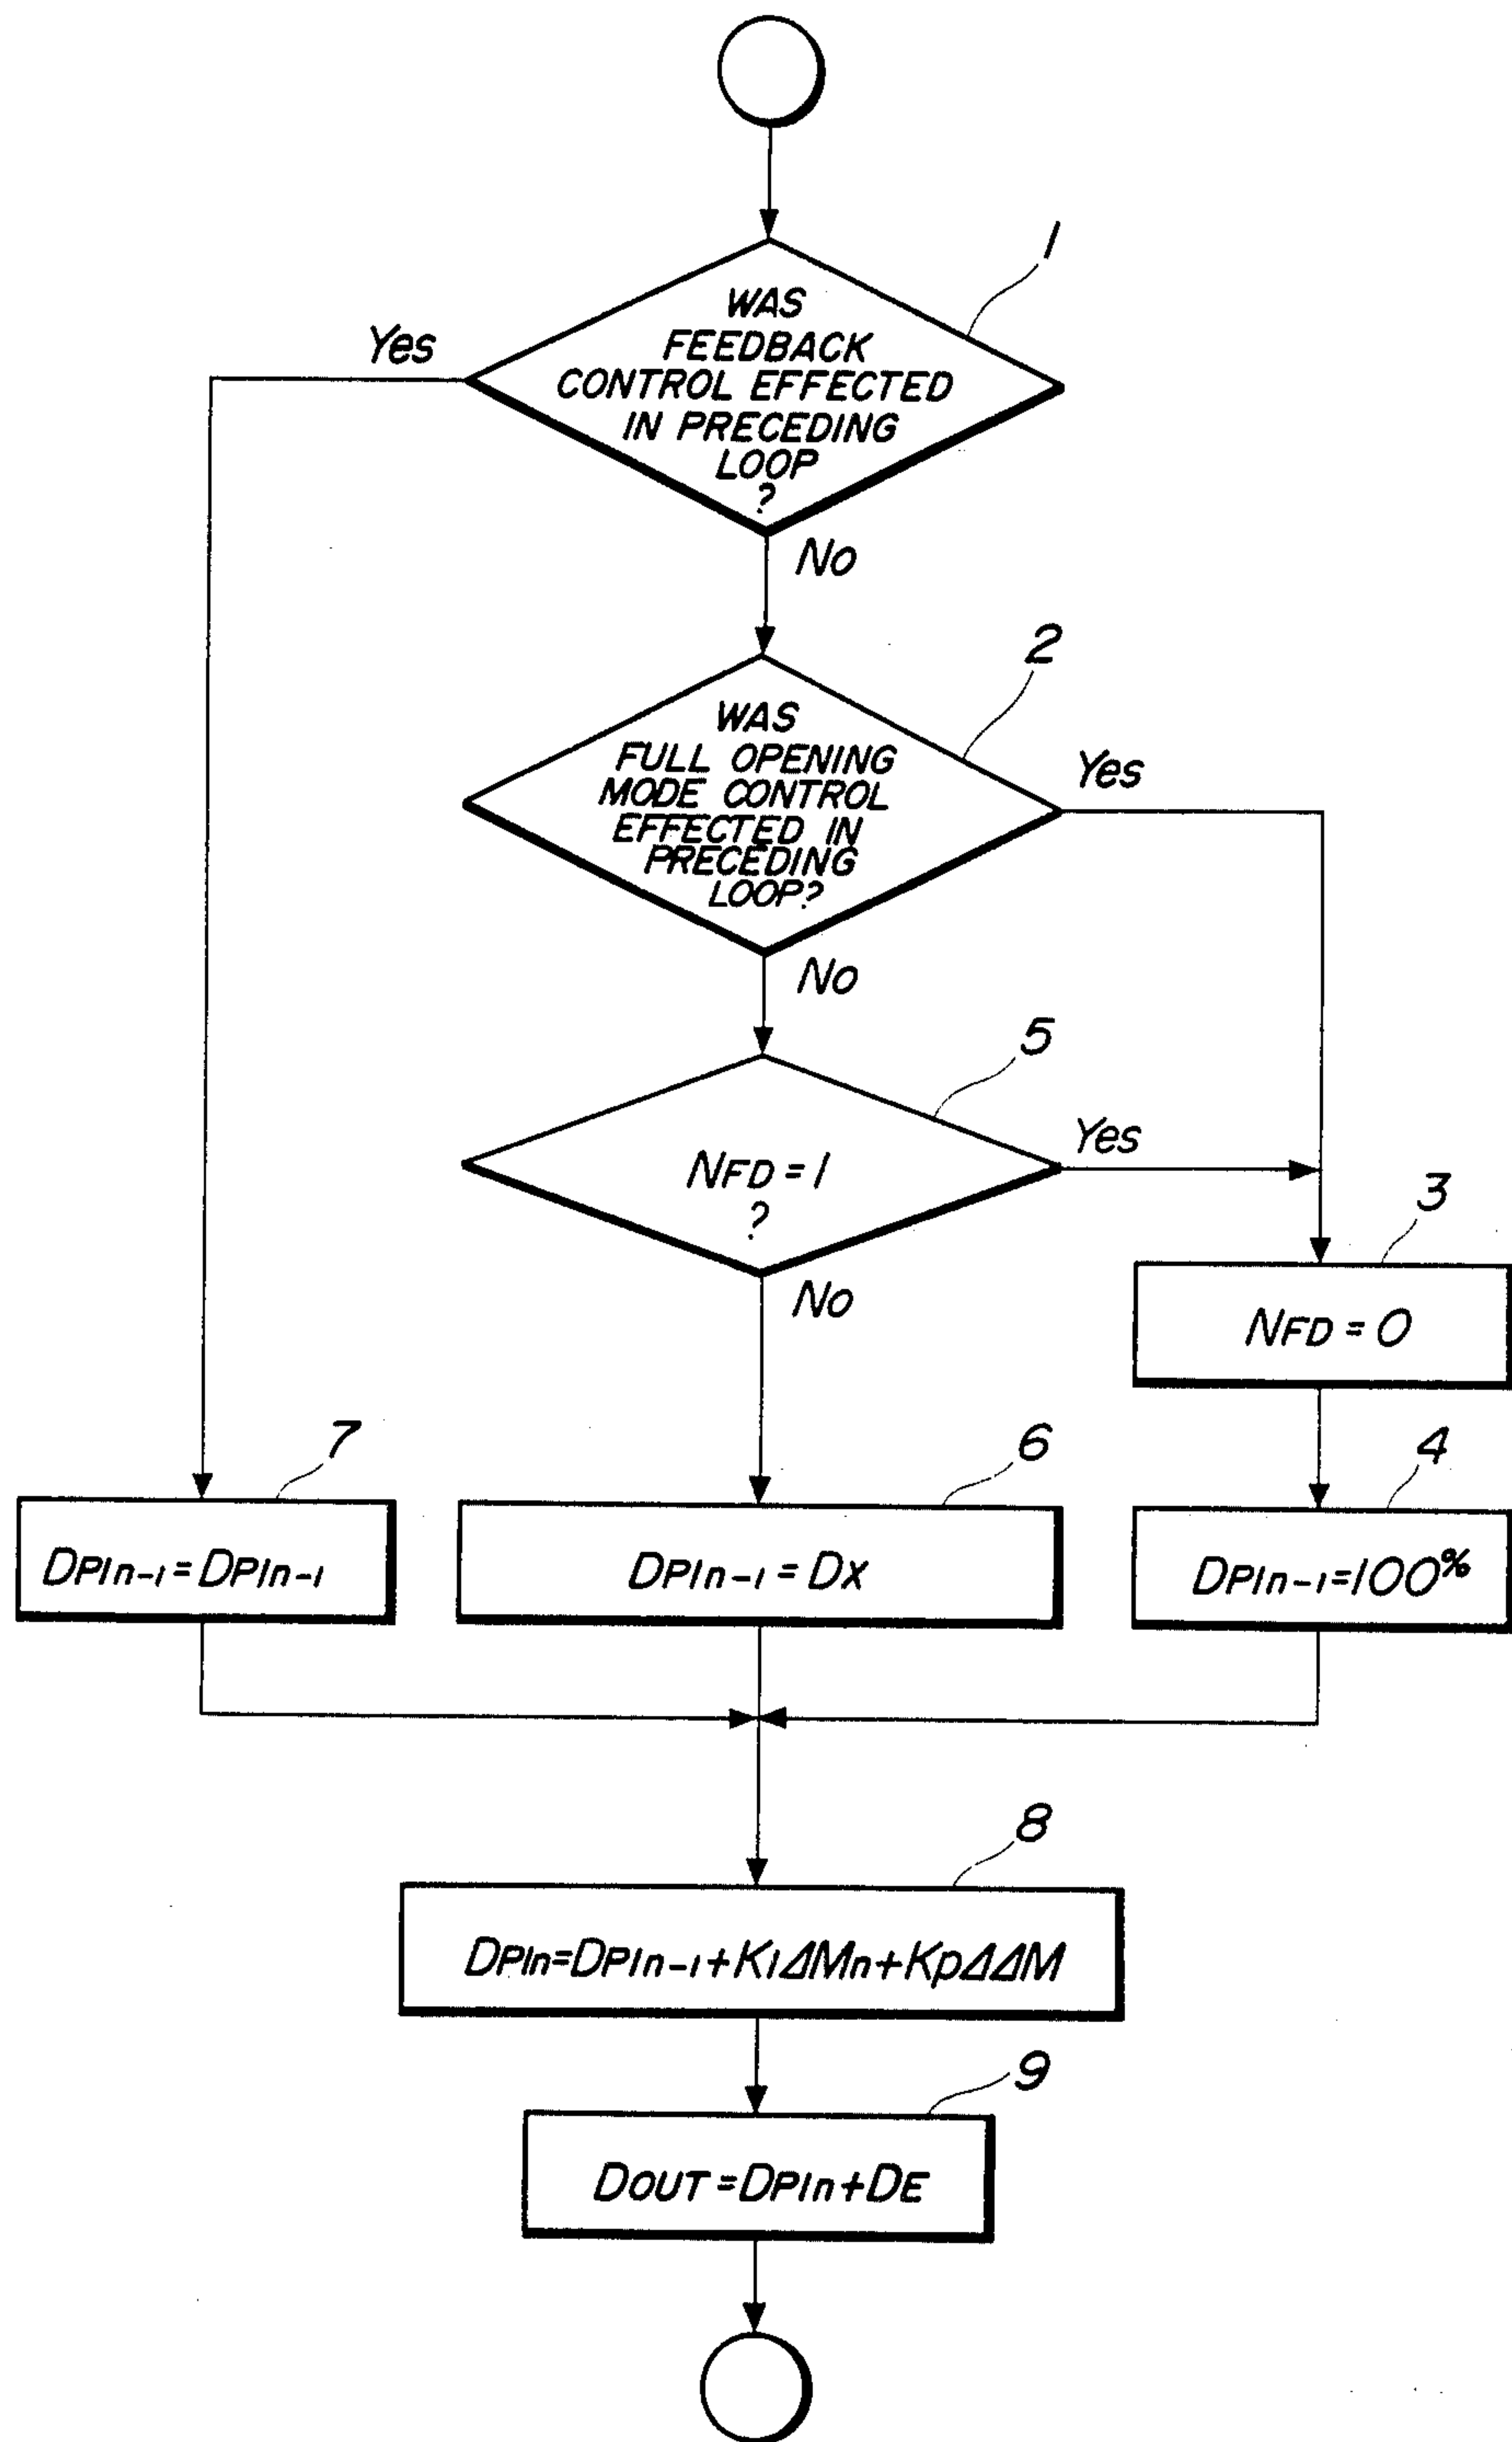 1
WAS
FEEDBACK
CONTROL EFFECTED
IN PRECEDING
LOOP
?
Yes
No
2
WAS
FULL OPENING
MODE CONTROL
EFFECTED IN
PRECEDING
LOOP?
Yes
No
5
NFD=1
?
Yes
No
3
NFD=0
7
DPIn-1=DPIn-1
6
DPIn-1=DX
4
DPIn-1=100%
8
DPIn=DPIn-1+KIΔMn+KpΔΔM
9
DOUT=DPIn+DE